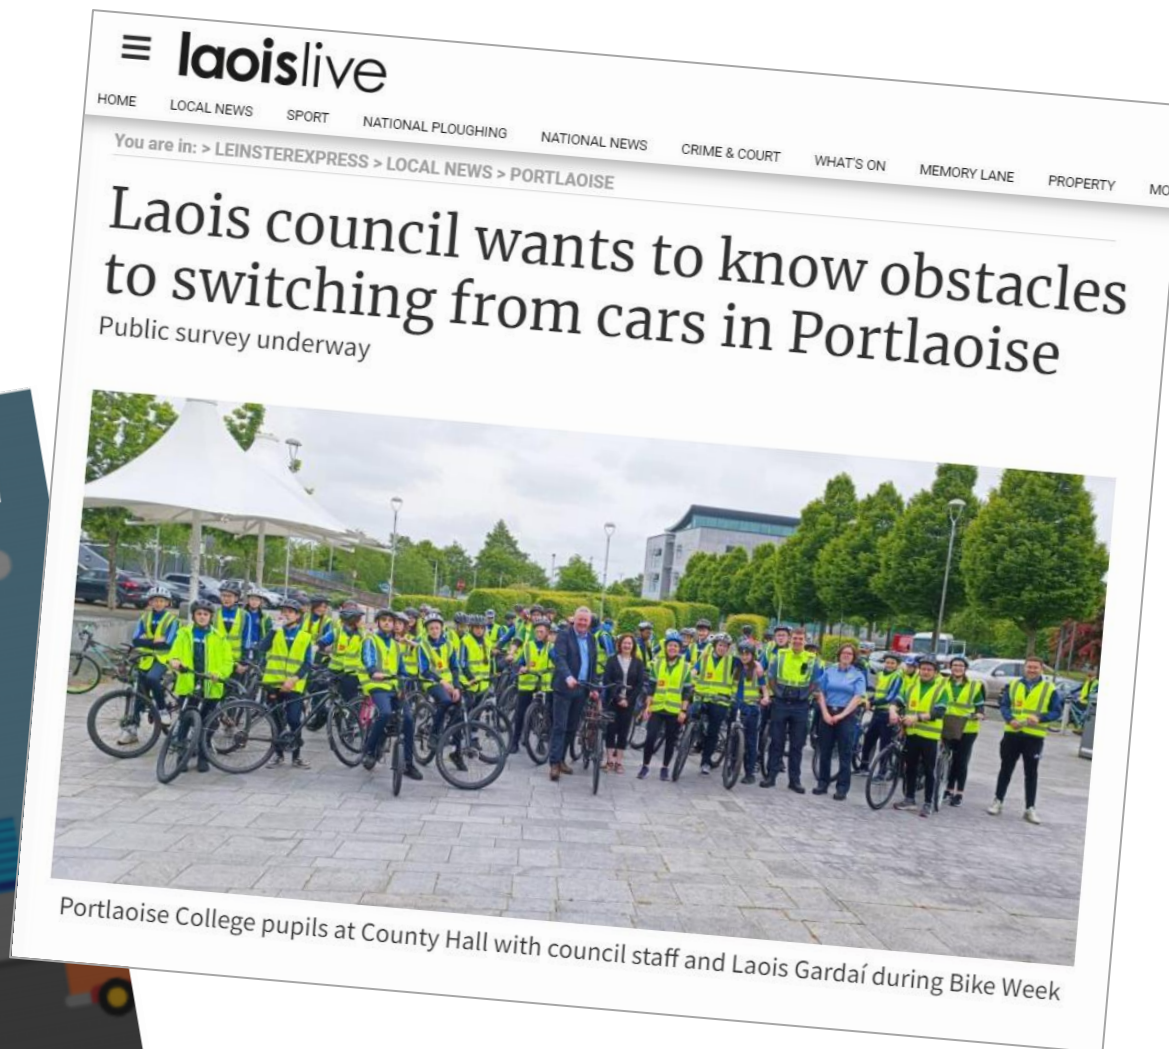 laoislive
HOME LOCAL NEWS SPORT NATIONAL PLOUGHING NATIONAL NEWS CRIME & COURT WHAT'S ON MEMORY LANE PROPERTY
You are in: > LEINSTEREXPRESS > LOCAL NEWS > PORTLAOISE
Laois council wants to know obstacles
to switching from cars in Portlaoise
Public survey underway
Portlaoise College pupils at County Hall with council staff and Laois Gardaí during Bike Week